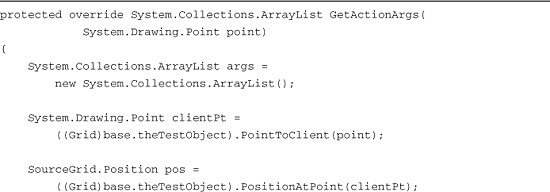 protected override System.Collections.ArrayList GetActionArgs(
            System.Drawing.Point point)
{
    System.Collections.ArrayList args =
        new System.Collections.ArrayList();

    System.Drawing.Point clientPt =
        ((Grid)base.theTestObject).PointToClient(point);

    SourceGrid.Position pos =
        ((Grid)base.theTestObject).PositionAtPoint(clientPt);